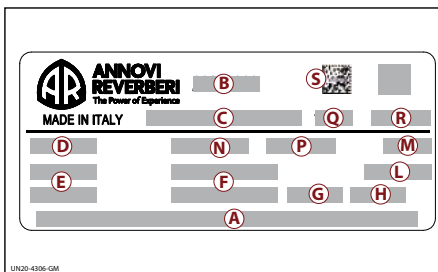 AR ANNOVI
REVERBERI
The Power of Experience
B
S
MADE IN ITALY
C
Q
R
D
N
P
M
E
F
L
G
H
A
UN20-4306-GM